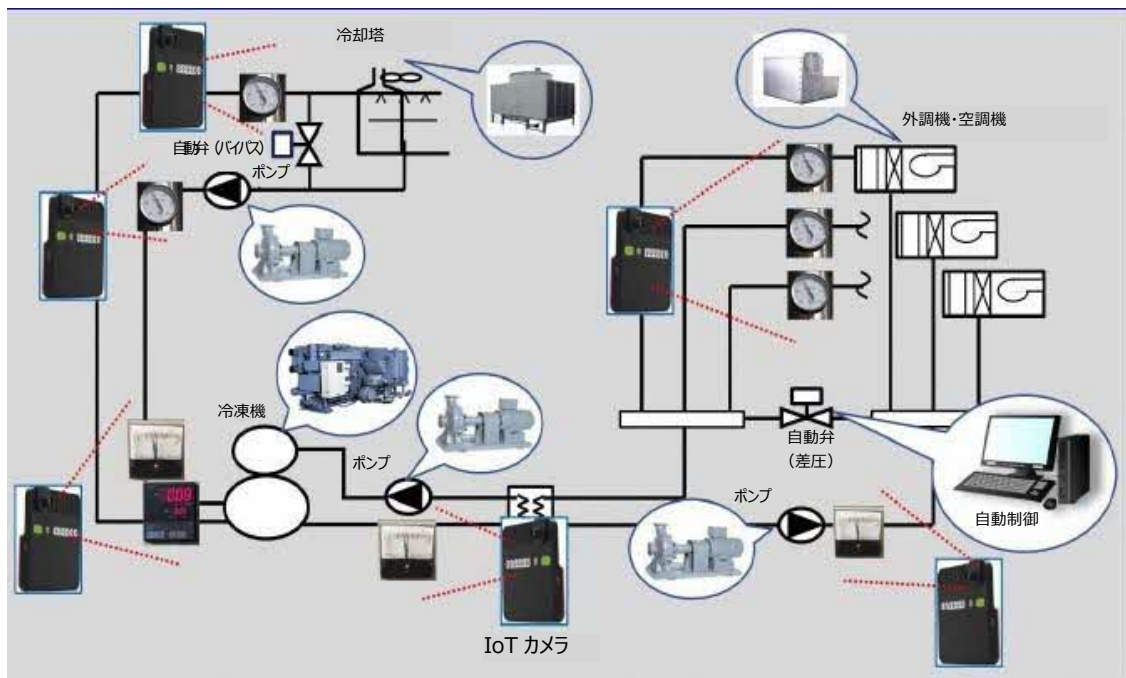 冷却塔
外調機・空調機
自動弁(バイパス)
ポンプ
冷凍機
自動弁
(差圧)
ポンプ
ポンプ
自動制御
IoT カメラ